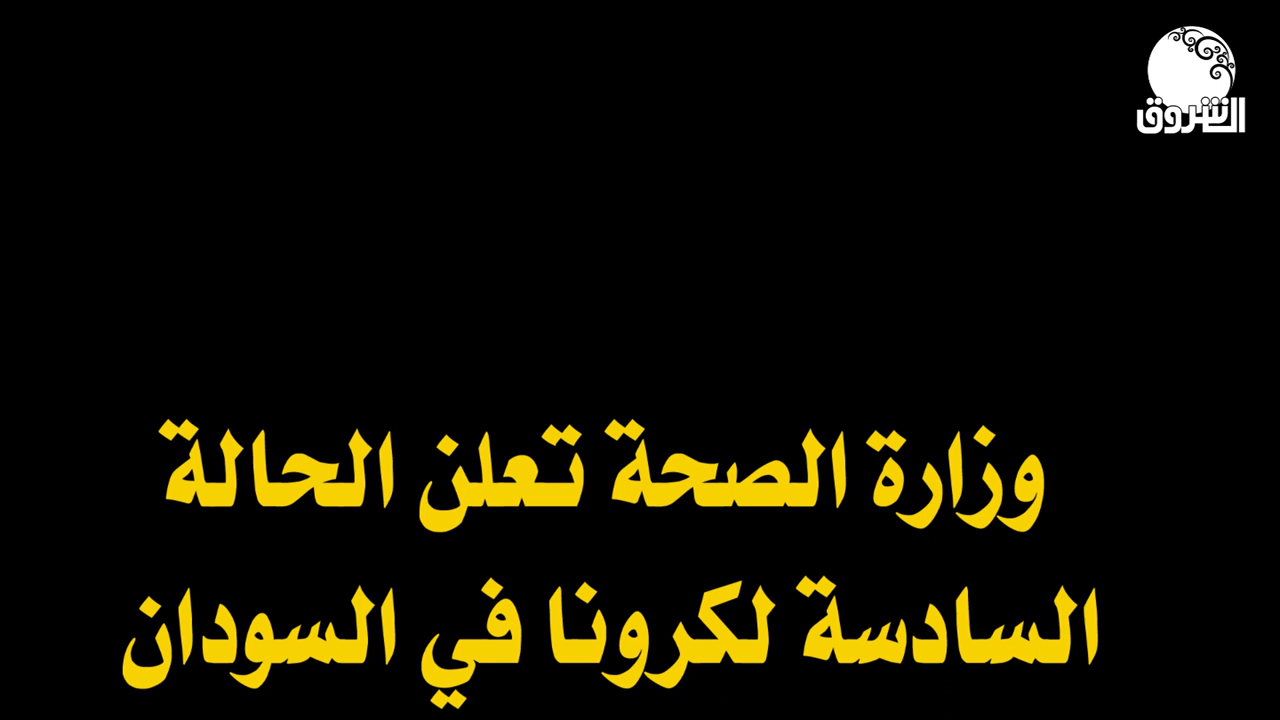 الشروق
وزارة الصحة تعلن الحالة
السادسة لكرونا في السودان